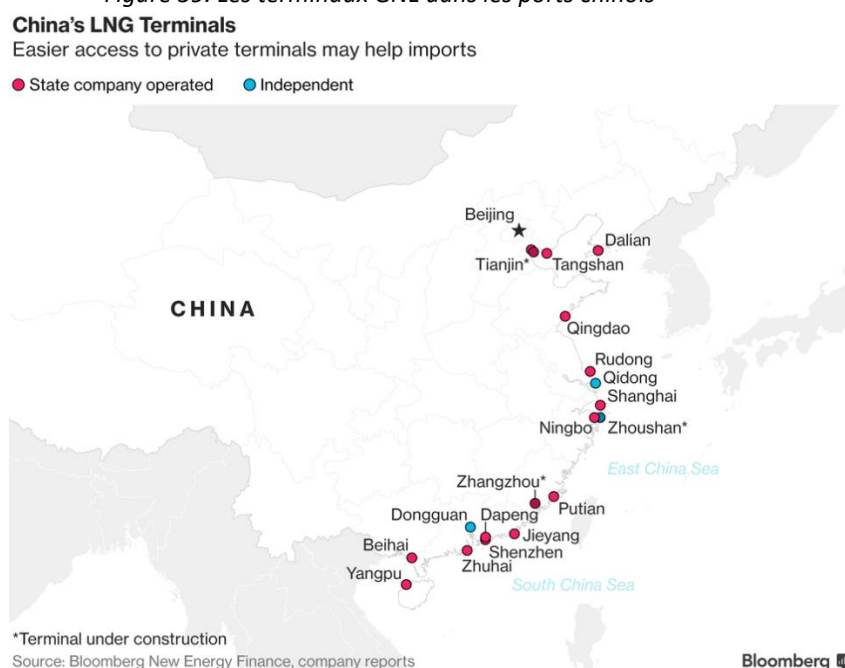 Figure 39: Les terminaux GNL dans les ports chinois
China's LNG Terminals
Easier access to private terminals may help imports
State company operated
Independent
Beijing
Dalian
Tianjin*
Tangshan
CHINA
Qingdao
Rudong
Qidong
Shanghai
Ningbo
Zhoushan*
East China Sea
Zhangzhou*
Putian
Dongguan
Dapeng
Jieyang
Shenzhen
Beihai
Zhuhai
Yangpu
South China Sea
*Terminal under construction
Source: Bloomberg New Energy Finance, company reports
Bloomberg